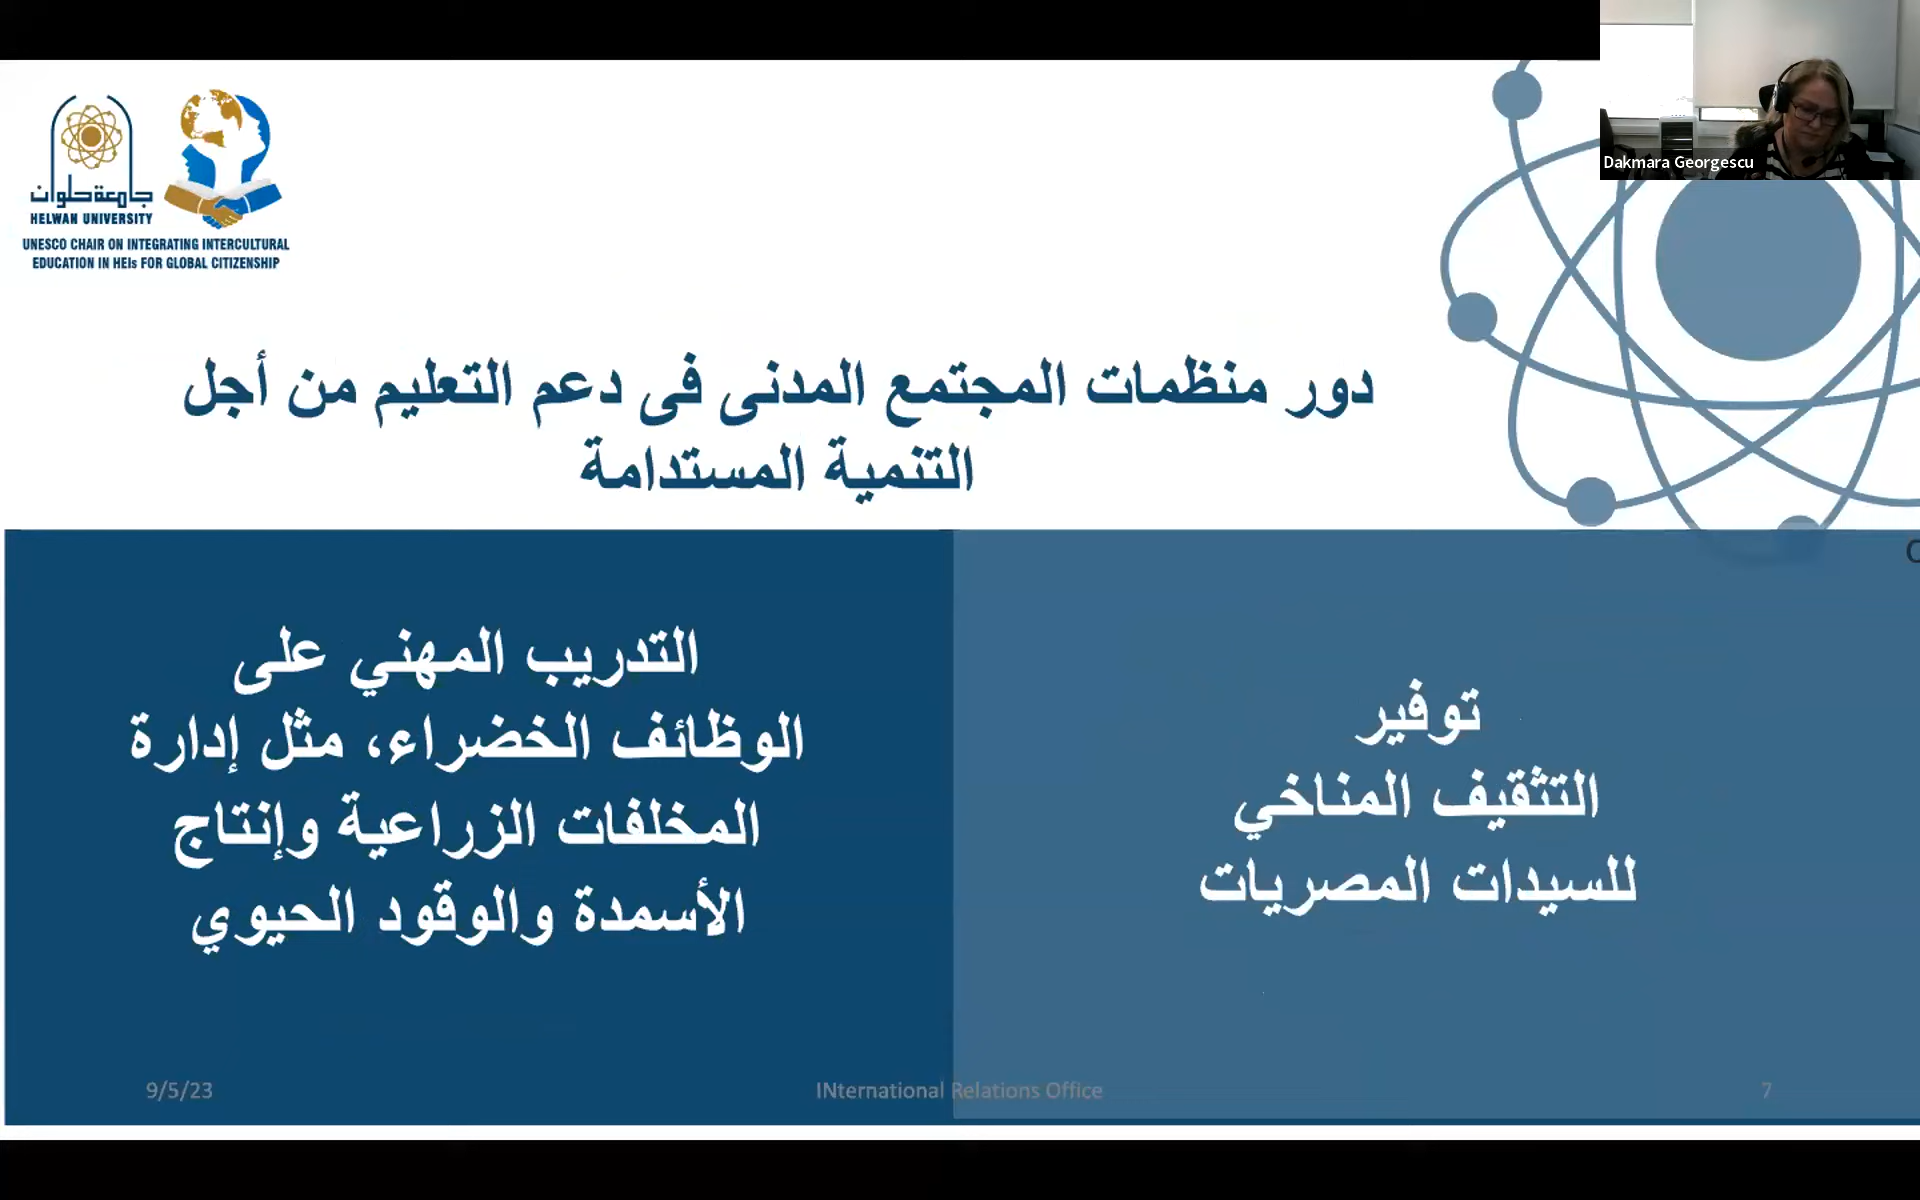 Dakmara Georgescu
جامعة حلوان
HELWAN UNIVERSITY
UNESCO CHAIR ON INTEGRATING INTERCULTURAL
EDUCATION IN HEIs FOR GLOBAL CITIZENSHIP
دور منظمات المجتمع المدنى فى دعم التعليم من أجل
التنمية المستدامة
توفير
التثقيف المناخي
للسيدات المصريات
التدريب المهني على
الوظائف الخضراء، مثل إدارة
المخلفات الزراعية وإنتاج
الأسمدة والوقود الحيوي
9/5/23
INternational Relations Office
7